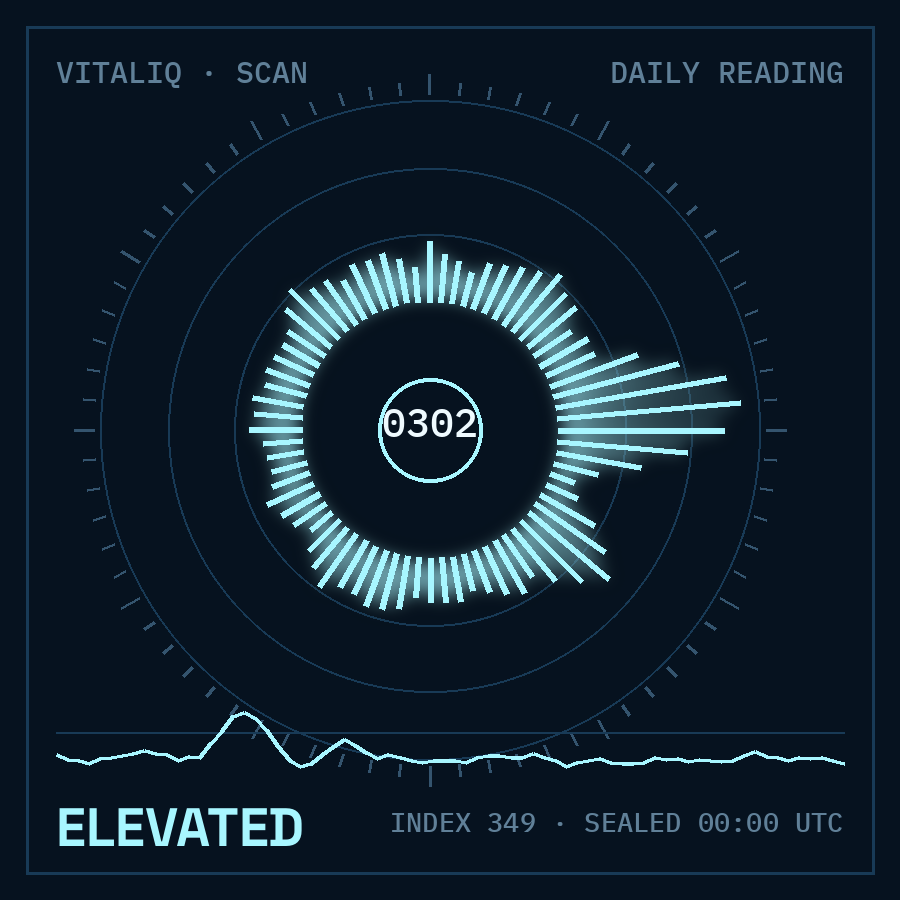 VITALIQ · SCAN
DAILY READING
0302
ELEVATED
INDEX 349 · SEALED 00:00 UTC